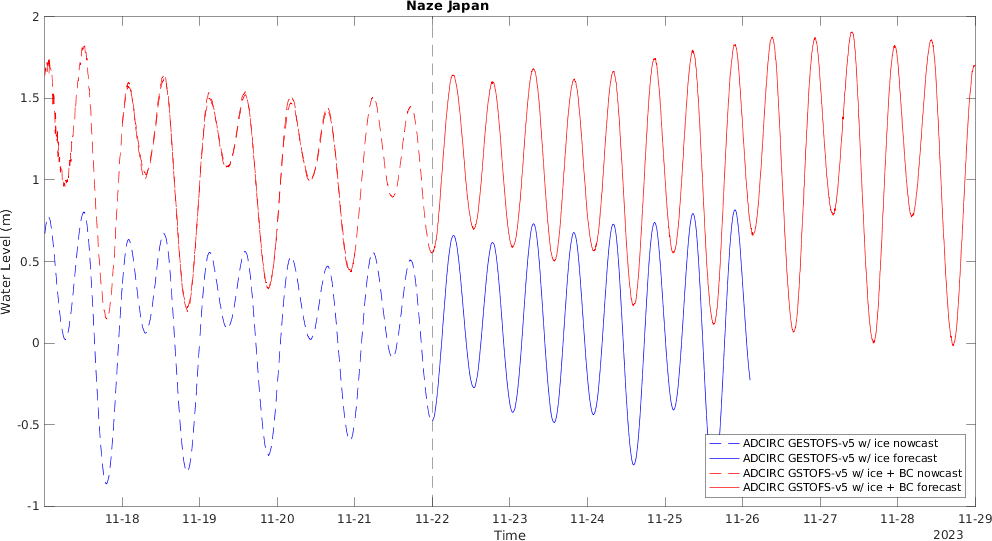 Naze Japan
2
1.5
1
0.5
0
-0.5
-1
Water Level (m)
11-18 11-19 11-20 11-21 11-22 11-23 11-24 11-25 11-26 11-27 11-28 11-29
Time
2023
ADCIRC GESTOFS-v5 w/ ice nowcast
ADCIRC GESTOFS-v5 w/ ice forecast
ADCIRC GSTOFS-v5 w/ ice + BC nowcast
ADCIRC GSTOFS-v5 w/ ice + BC forecast